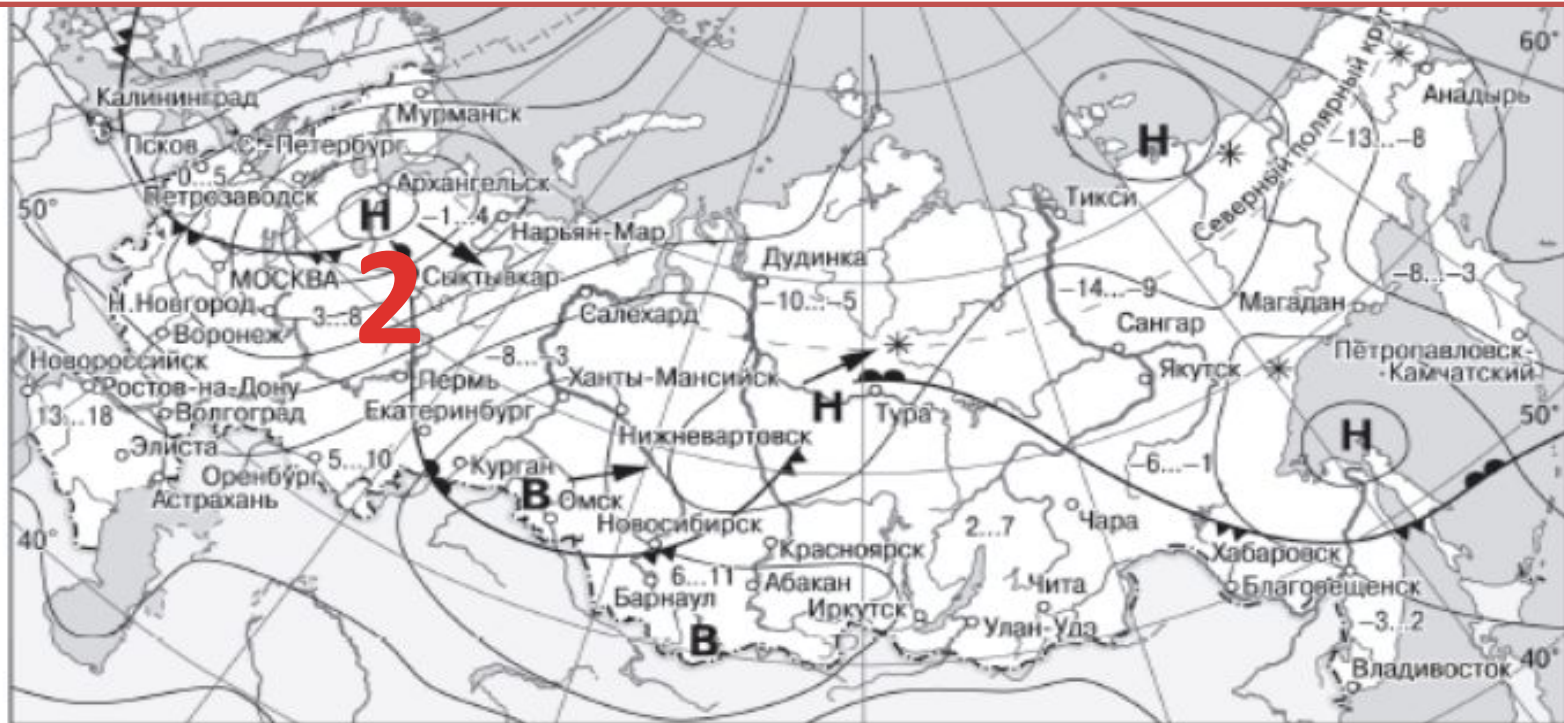 60°
Северный полярный круг
Анадырь
Калининград
Мурманск
Н
-13...-8
Псков
С.-Петербург
0...5
Петрозаводск
Архангельск
50°
Н
-1...4
Нарьян-Мар
Тикси
МОСКВА
2
Сыктывкар
Дудинка
-10...-5
-14...-9
-8...-3
Н.Новгород
3...8
Салехард
Магадан
Воронеж
Сангар
Новороссийск
-8...-3
Ханты-Мансийск
Якутск
Петропавловск-
-Камчатский
Ростов-на-Дону
Пермь
13...18
Волгоград
Екатеринбург
Н
Тура
50°
Элиста
Нижневартовск
Н
Оренбург
5...10
Курган
-6...-1
Астрахань
В
Омск
40°
Новосибирск
2...7
Чара
Красноярск
Хабаровск
6...11
Абакан
Чита
Благовещенск
Барнаул
Иркутск
В
Улан-Удэ
-3...2
Владивосток
40°